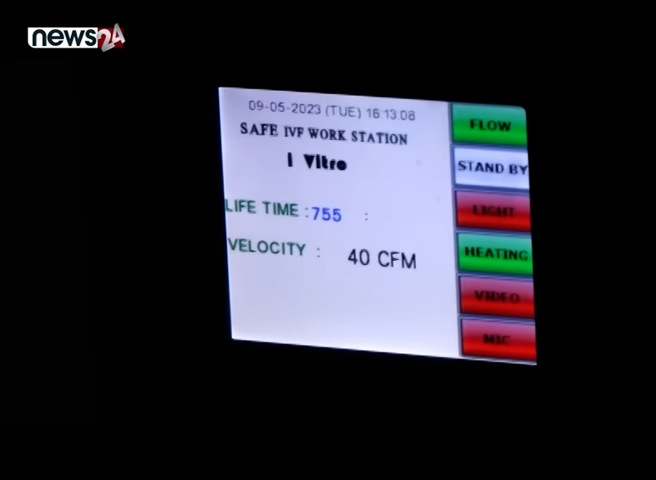 news24
09-05-2023 (TUE) 16:13:08
SAFE IVF WORK STATION
I Vitro
LIFE TIME : 755 :
VELOCITY : 40 CFM
FLOW
STAND BY
LIGHT
HEATING
VIDEO
MIC